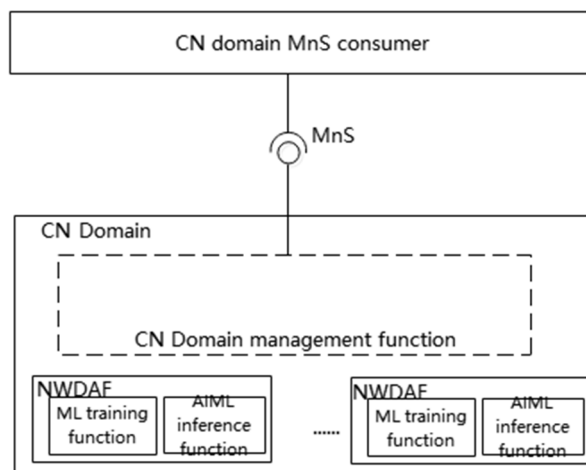 CN domain MnS consumer
MnS
CN Domain
CN Domain management function
NWDAF
ML training
function
AIML
inference
function
......
NWDAF
ML training
function
AIML
inference
function